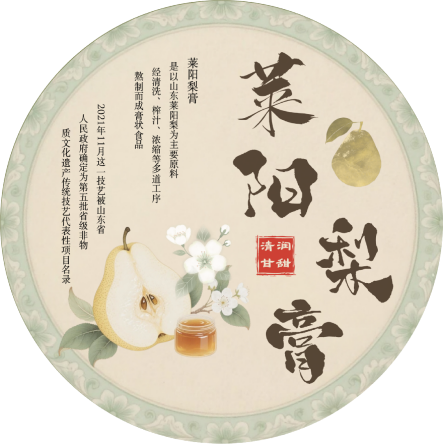 莱阳梨膏
清润
甘甜
莱阳梨膏
是以山东莱阳梨为主要原料
经清洗、榨汁、浓缩等多道工序
熬制而成膏状食品
2021年11月这一技艺被山东省
人民政府确定为第五批省级非物
质文化遗产传统技艺代表性项目名录